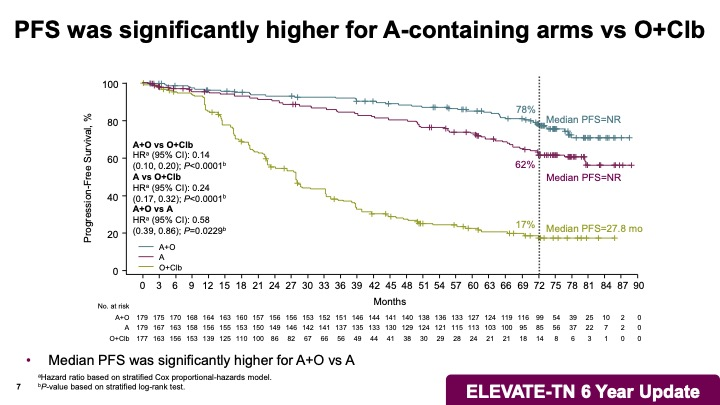 PFS was significantly higher for A-containing arms vs O+Clb
Progression-Free Survival, %
100
80
60
40
20
0
A+O vs O+Clb
HRᵃ (95% CI): 0.14
(0.10, 0.20); P<0.0001ᵇ
A vs O+Clb
HRᵃ (95% CI): 0.24
(0.17, 0.32); P<0.0001ᵇ
A+O vs A
HRᵃ (95% CI): 0.58
(0.39, 0.86); P=0.0229ᵇ
A+O
A
O+Clb
78%
Median PFS=NR
62%
Median PFS=NR
17%
Median PFS=27.8 mo
0 3 6 9 12 15 18 21 24 27 30 33 36 39 42 45 48 51 54 57 60 63 66 69 72 75 78 81 84 87 90
Months
No. at risk
A+O 179 175 170 168 164 163 160 157 156 156 153 152 151 146 144 141 140 138 136 133 127 124 119 116 99 54 39 25 10 2 0
A 179 167 163 158 156 155 153 150 149 146 142 141 137 135 133 130 129 124 121 115 113 103 100 95 85 56 37 22 7 2 0
O+Clb 177 163 156 153 139 125 110 100 86 82 67 66 56 49 44 41 38 30 29 28 24 21 21 18 14 8 6 3 1 0 0
• Median PFS was significantly higher for A+O vs A
ᵃHazard ratio based on stratified Cox proportional-hazards model.
7 ᵇP-value based on stratified log-rank test.
ELEVATE-TN 6 Year Update